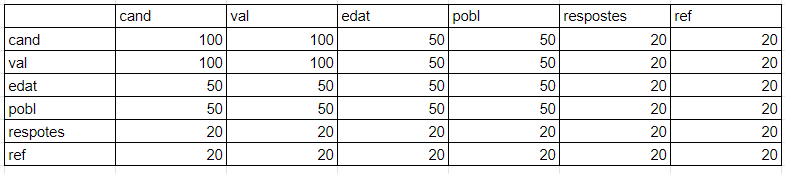 cand val edat pobl respostes ref
cand 100 100 50 50 20 20
val 100 100 50 50 20 20
edat 50 50 50 50 20 20
pobl 50 50 50 50 20 20
respotes 20 20 20 20 20 20
ref 20 20 20 20 20 20